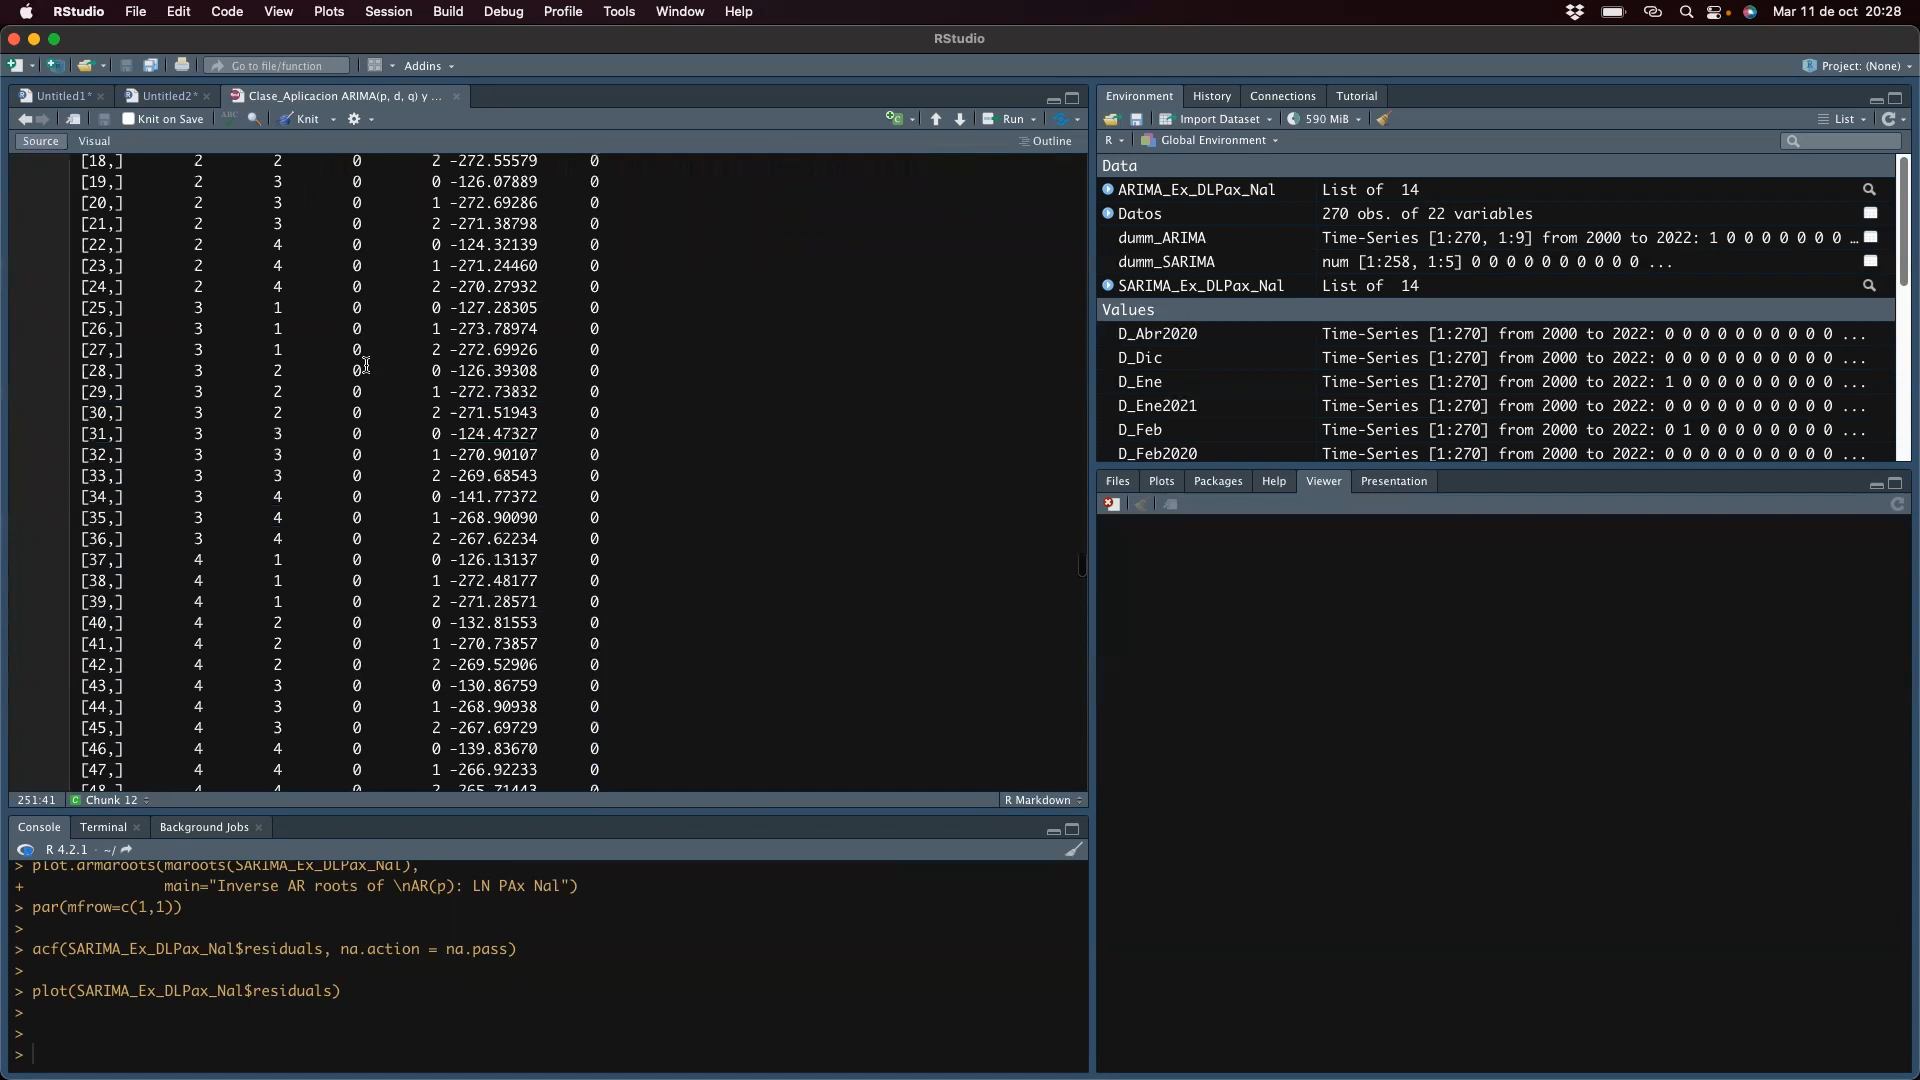 RStudio File Edit Code View Plots Session Build Debug Profile Tools Window Help Mar 11 de oct 20:28
RStudio
Go to file/function Addins Project: (None)
Untitled1* Untitled2* Clase_Aplicacion ARIMA(p, d, q) y ...
Knit on Save ABC Knit Run
Source Visual Outline
[18,] 2 2 0 2 -272.55579 0
[19,] 2 3 0 0 -126.07889 0
[20,] 2 3 0 1 -272.69286 0
[21,] 2 3 0 2 -271.38798 0
[22,] 2 4 0 0 -124.32139 0
[23,] 2 4 0 1 -271.24460 0
[24,] 2 4 0 2 -270.27932 0
[25,] 3 1 0 0 -127.28305 0
[26,] 3 1 0 1 -273.78974 0
[27,] 3 1 0 2 -272.69926 0
[28,] 3 2 0 0 -126.39308 0
[29,] 3 2 0 1 -272.73832 0
[30,] 3 2 0 2 -271.51943 0
[31,] 3 3 0 0 -124.47327 0
[32,] 3 3 0 1 -270.90107 0
[33,] 3 3 0 2 -269.68543 0
[34,] 3 4 0 0 -141.77372 0
[35,] 3 4 0 1 -268.90090 0
[36,] 3 4 0 2 -267.62234 0
[37,] 4 1 0 0 -126.13137 0
[38,] 4 1 0 1 -272.48177 0
[39,] 4 1 0 2 -271.28571 0
[40,] 4 2 0 0 -132.81553 0
[41,] 4 2 0 1 -270.73857 0
[42,] 4 2 0 2 -269.52906 0
[43,] 4 3 0 0 -130.86759 0
[44,] 4 3 0 1 -268.90938 0
[45,] 4 3 0 2 -267.69729 0
[46,] 4 4 0 0 -139.83670 0
[47,] 4 4 0 1 -266.92233 0
[48,] 4 4 0 2 -265.71443 0
251:41 Chunk 12 R Markdown
Console Terminal Background Jobs
R 4.2.1 · ~/
> plot.armaroots(maroots(SARIMA_Ex_DLPax_Nal),
+ main="Inverse AR roots of \nAR(p): LN PAx Nal")
> par(mfrow=c(1,1))
>
> acf(SARIMA_Ex_DLPax_Nal$residuals, na.action = na.pass)
>
> plot(SARIMA_Ex_DLPax_Nal$residuals)
>
>
>
Environment History Connections Tutorial
Import Dataset 590 MiB List
R Global Environment
Data
ARIMA_Ex_DLPax_Nal List of 14
Datos 270 obs. of 22 variables
dumm_ARIMA Time-Series [1:270, 1:9] from 2000 to 2022: 1 0 0 0 0 0 0 0 …
dumm_SARIMA num [1:258, 1:5] 0 0 0 0 0 0 0 0 0 0 ...
SARIMA_Ex_DLPax_Nal List of 14
Values
D_Abr2020 Time-Series [1:270] from 2000 to 2022: 0 0 0 0 0 0 0 0 0 0 ...
D_Dic Time-Series [1:270] from 2000 to 2022: 0 0 0 0 0 0 0 0 0 0 ...
D_Ene Time-Series [1:270] from 2000 to 2022: 1 0 0 0 0 0 0 0 0 0 ...
D_Ene2021 Time-Series [1:270] from 2000 to 2022: 0 0 0 0 0 0 0 0 0 0 ...
D_Feb Time-Series [1:270] from 2000 to 2022: 0 1 0 0 0 0 0 0 0 0 ...
D_Feb2020 Time-Series [1:270] from 2000 to 2022: 0 0 0 0 0 0 0 0 0 0 ...
Files Plots Packages Help Viewer Presentation